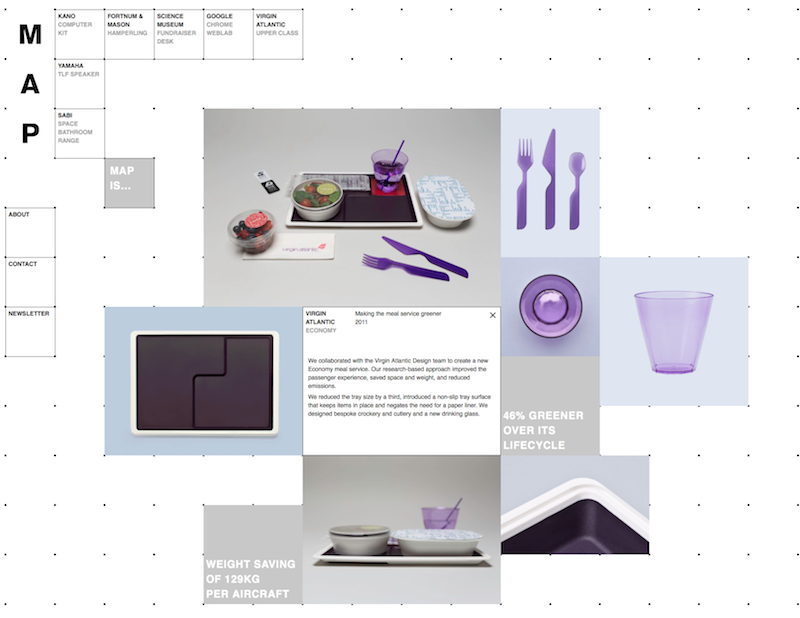 M
A
P
KANO
COMPUTER
KIT
FORTNUM &
MASON
HAMPERLING
SCIENCE
MUSEUM
FUNDRAISER
DESK
GOOGLE
CHROME
WEBLAB
VIRGIN
ATLANTIC
UPPER CLASS
YAMAHA
TLF SPEAKER
SABI
SPACE
BATHROOM
RANGE
MAP
IS...
ABOUT
CONTACT
NEWSLETTER
virgin atlantic
VIRGIN
ATLANTIC
ECONOMY
Making the meal service greener
2011
We collaborated with the Virgin Atlantic Design team to create a new
Economy meal service. Our research-based approach improved the
passenger experience, saved space and weight, and reduced
emissions.
We reduced the tray size by a third, introduced a non-slip tray surface
that keeps items in place and negates the need for a paper liner. We
designed bespoke crockery and cutlery and a new drinking glass.
46% GREENER
OVER ITS
LIFECYCLE
WEIGHT SAVING
OF 129KG
PER AIRCRAFT